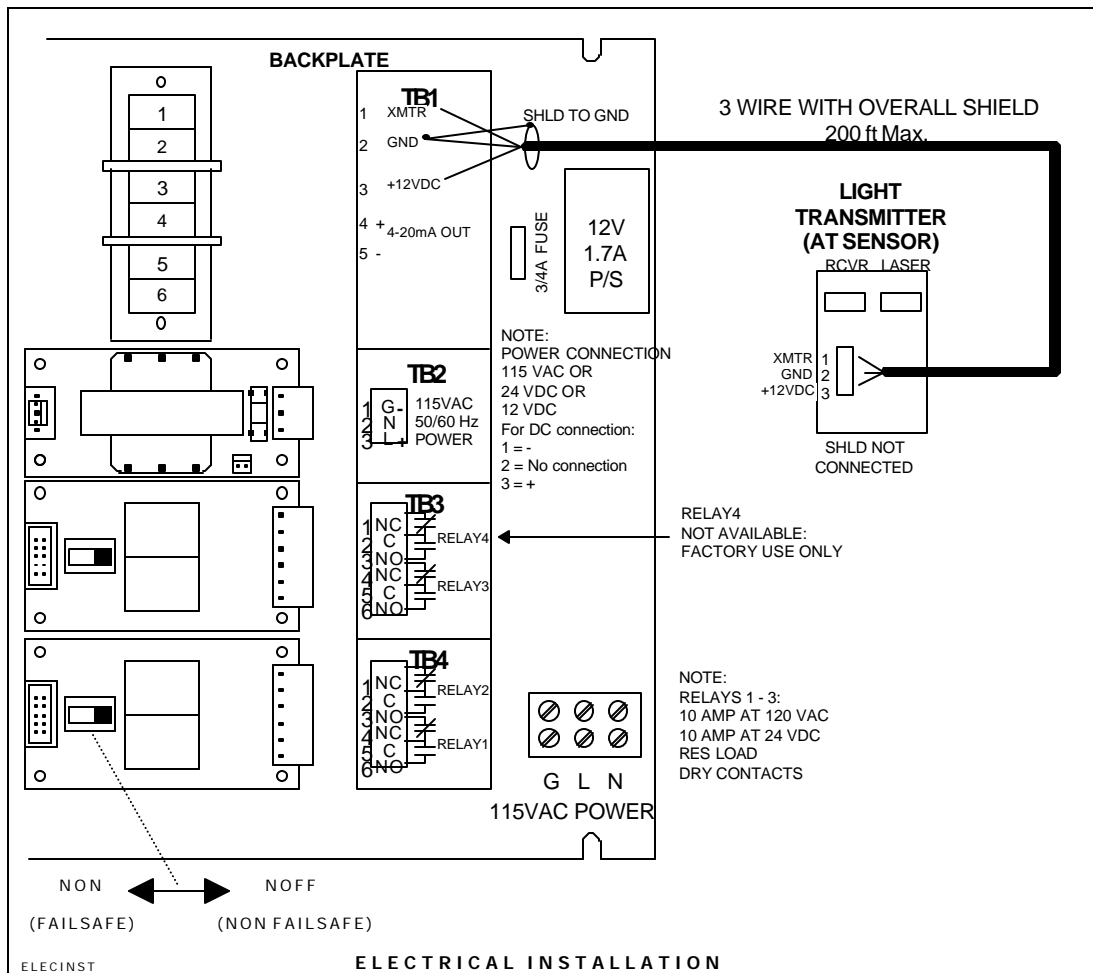 BACKPLATE
1
2
3
4
5
6
TB1
1 XMTR
2 GND
3 +12VDC
4 + 4-20mA OUT
5 -
SHLD TO GND
3/4A FUSE
12V
1.7A
P/S
3 WIRE WITH OVERALL SHIELD
200 ft Max.
LIGHT
TRANSMITTER
(AT SENSOR)
RCVR LASER
XMTR 1
GND 2
+12VDC 3
SHLD NOT
CONNECTED
NOTE:
POWER CONNECTION
115 VAC OR
24 VDC OR
12 VDC
For DC connection:
1 = -
2 = No connection
3 = +
TB2
1 G - 115VAC
2 N 50/60 Hz
3 L + POWER
TB3
1 NC
2 C RELAY4
3 NO
4 NC
5 C RELAY3
6 NO
RELAY4
NOT AVAILABLE:
FACTORY USE ONLY
TB4
1 NC
2 C RELAY2
3 NO
4 NC
5 C RELAY1
6 NO
NOTE:
RELAYS 1 - 3:
10 AMP AT 120 VAC
10 AMP AT 24 VDC
RES LOAD
DRY CONTACTS
G L N
115VAC POWER
NON NOFF
(FAILSAFE) (NON FAILSAFE)
ELECINST
ELECTRICAL INSTALLATION